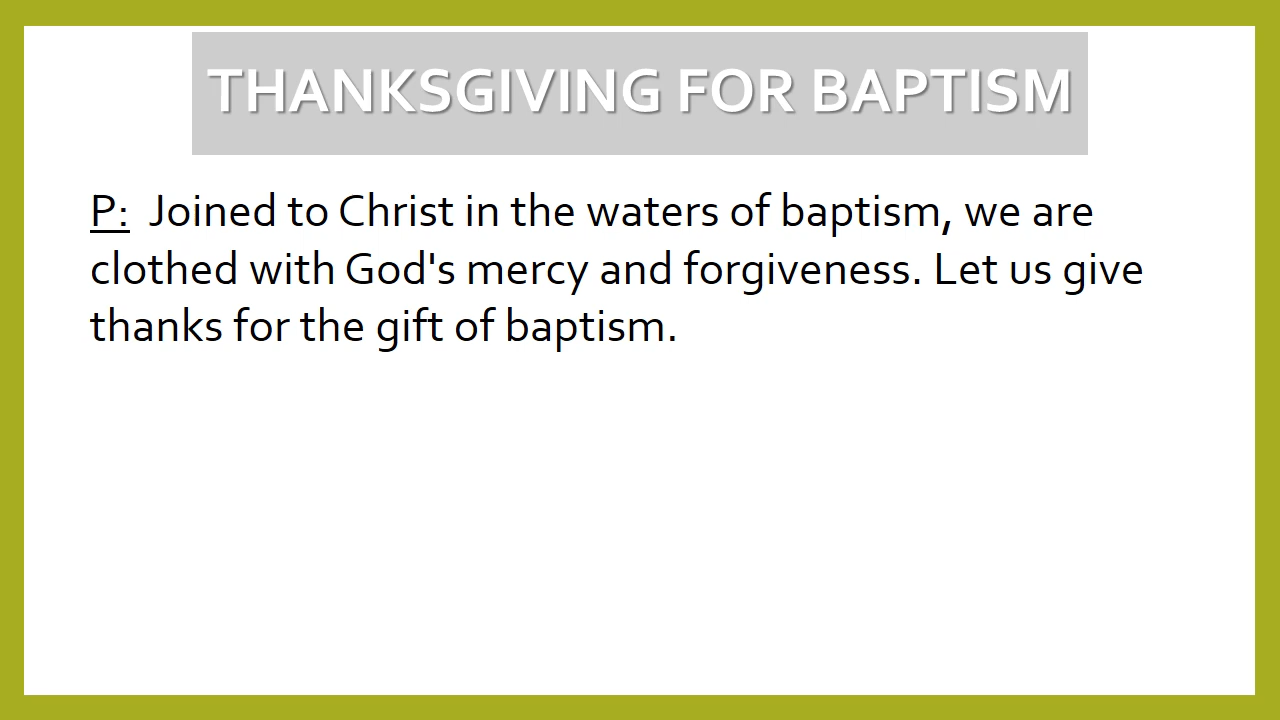 THANKSGIVING FOR BAPTISM
P:  Joined to Christ in the waters of baptism, we are
clothed with God's mercy and forgiveness. Let us give
thanks for the gift of baptism.